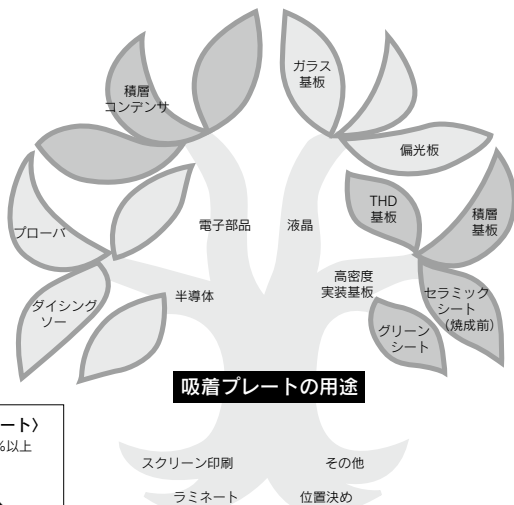 ガラス
基板
積層
コンデンサ
偏光板
THD
基板
積層
基板
プローバ
電子部品
液晶
高密度
実装基板
半導体
セラミック
シート
（焼成前）
ダイシング
ソー
グリーン
シート
吸着プレートの用途
ート〉
%以上
スクリーン印刷
その他
ラミネート
位置決め